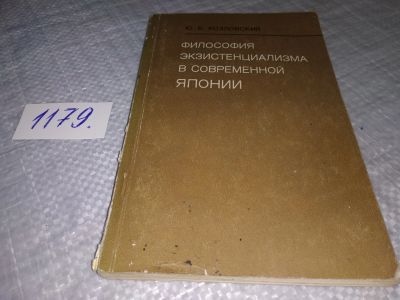 Ю. Б. КОЗЛОВСКИЙ
ФИЛОСОФИЯ
ЭКЗИСТЕНЦИАЛИЗМА
В СОВРЕМЕННОЙ
ЯПОНИИ
1179.